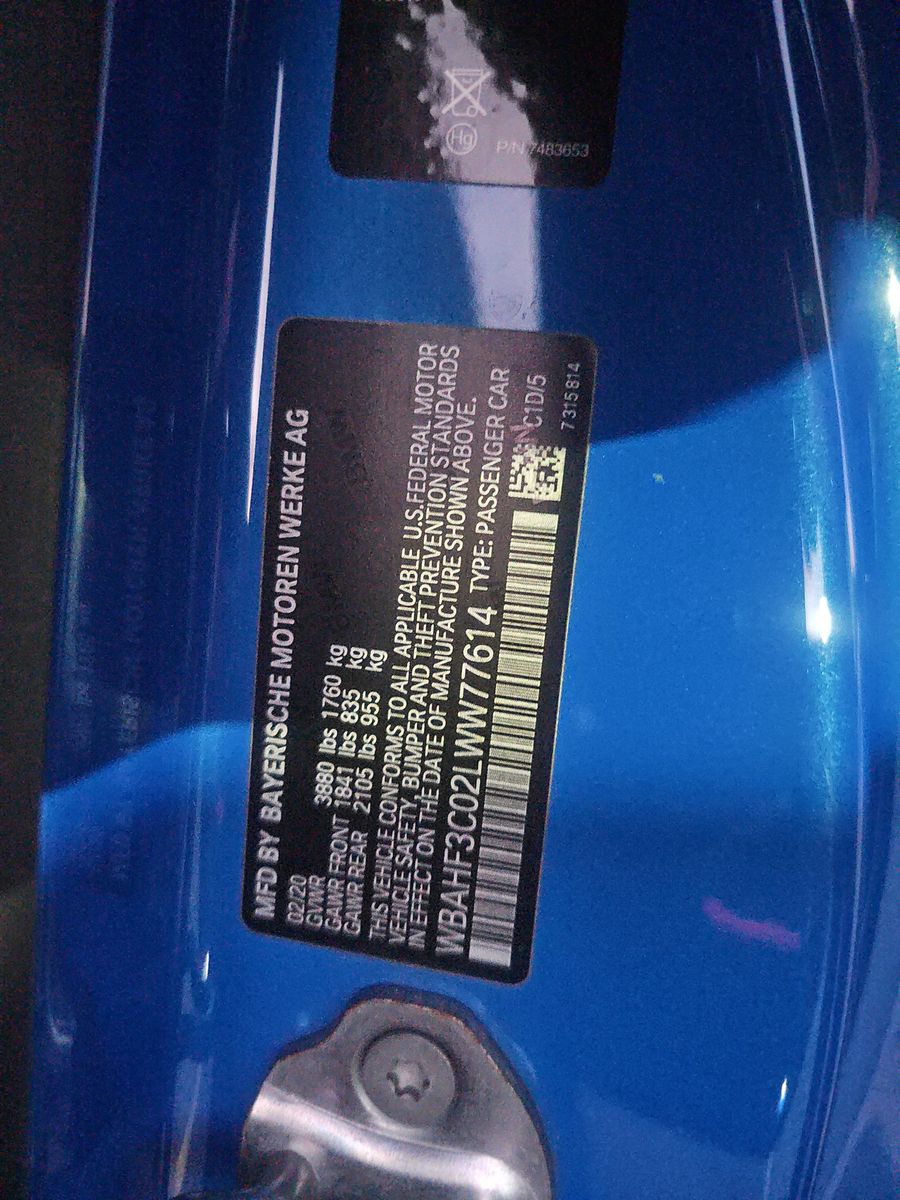 Hg
P/N 7483653
MFD BY BAYERISCHE MOTOREN WERKE AG
02/20
GVWR 3880 lbs 1760 kg
GAWR FRONT 1841 lbs 835 kg
GAWR REAR 2105 lbs 955 kg
THIS VEHICLE CONFORMS TO ALL APPLICABLE U.S. FEDERAL MOTOR
VEHICLE SAFETY, BUMPER AND THEFT PREVENTION STANDARDS
IN EFFECT ON THE DATE OF MANUFACTURE SHOWN ABOVE.
WBAHF3C02LWW77614 TYPE: PASSENGER CAR
C1D/5
7315814